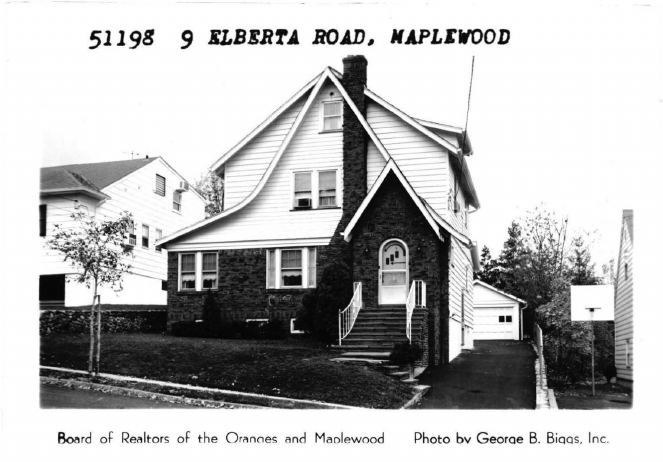 51198 9 ELBERTA ROAD, MAPLEWOOD
Board of Realtors of the Oranges and Maplewood Photo by George B. Biggs, Inc.